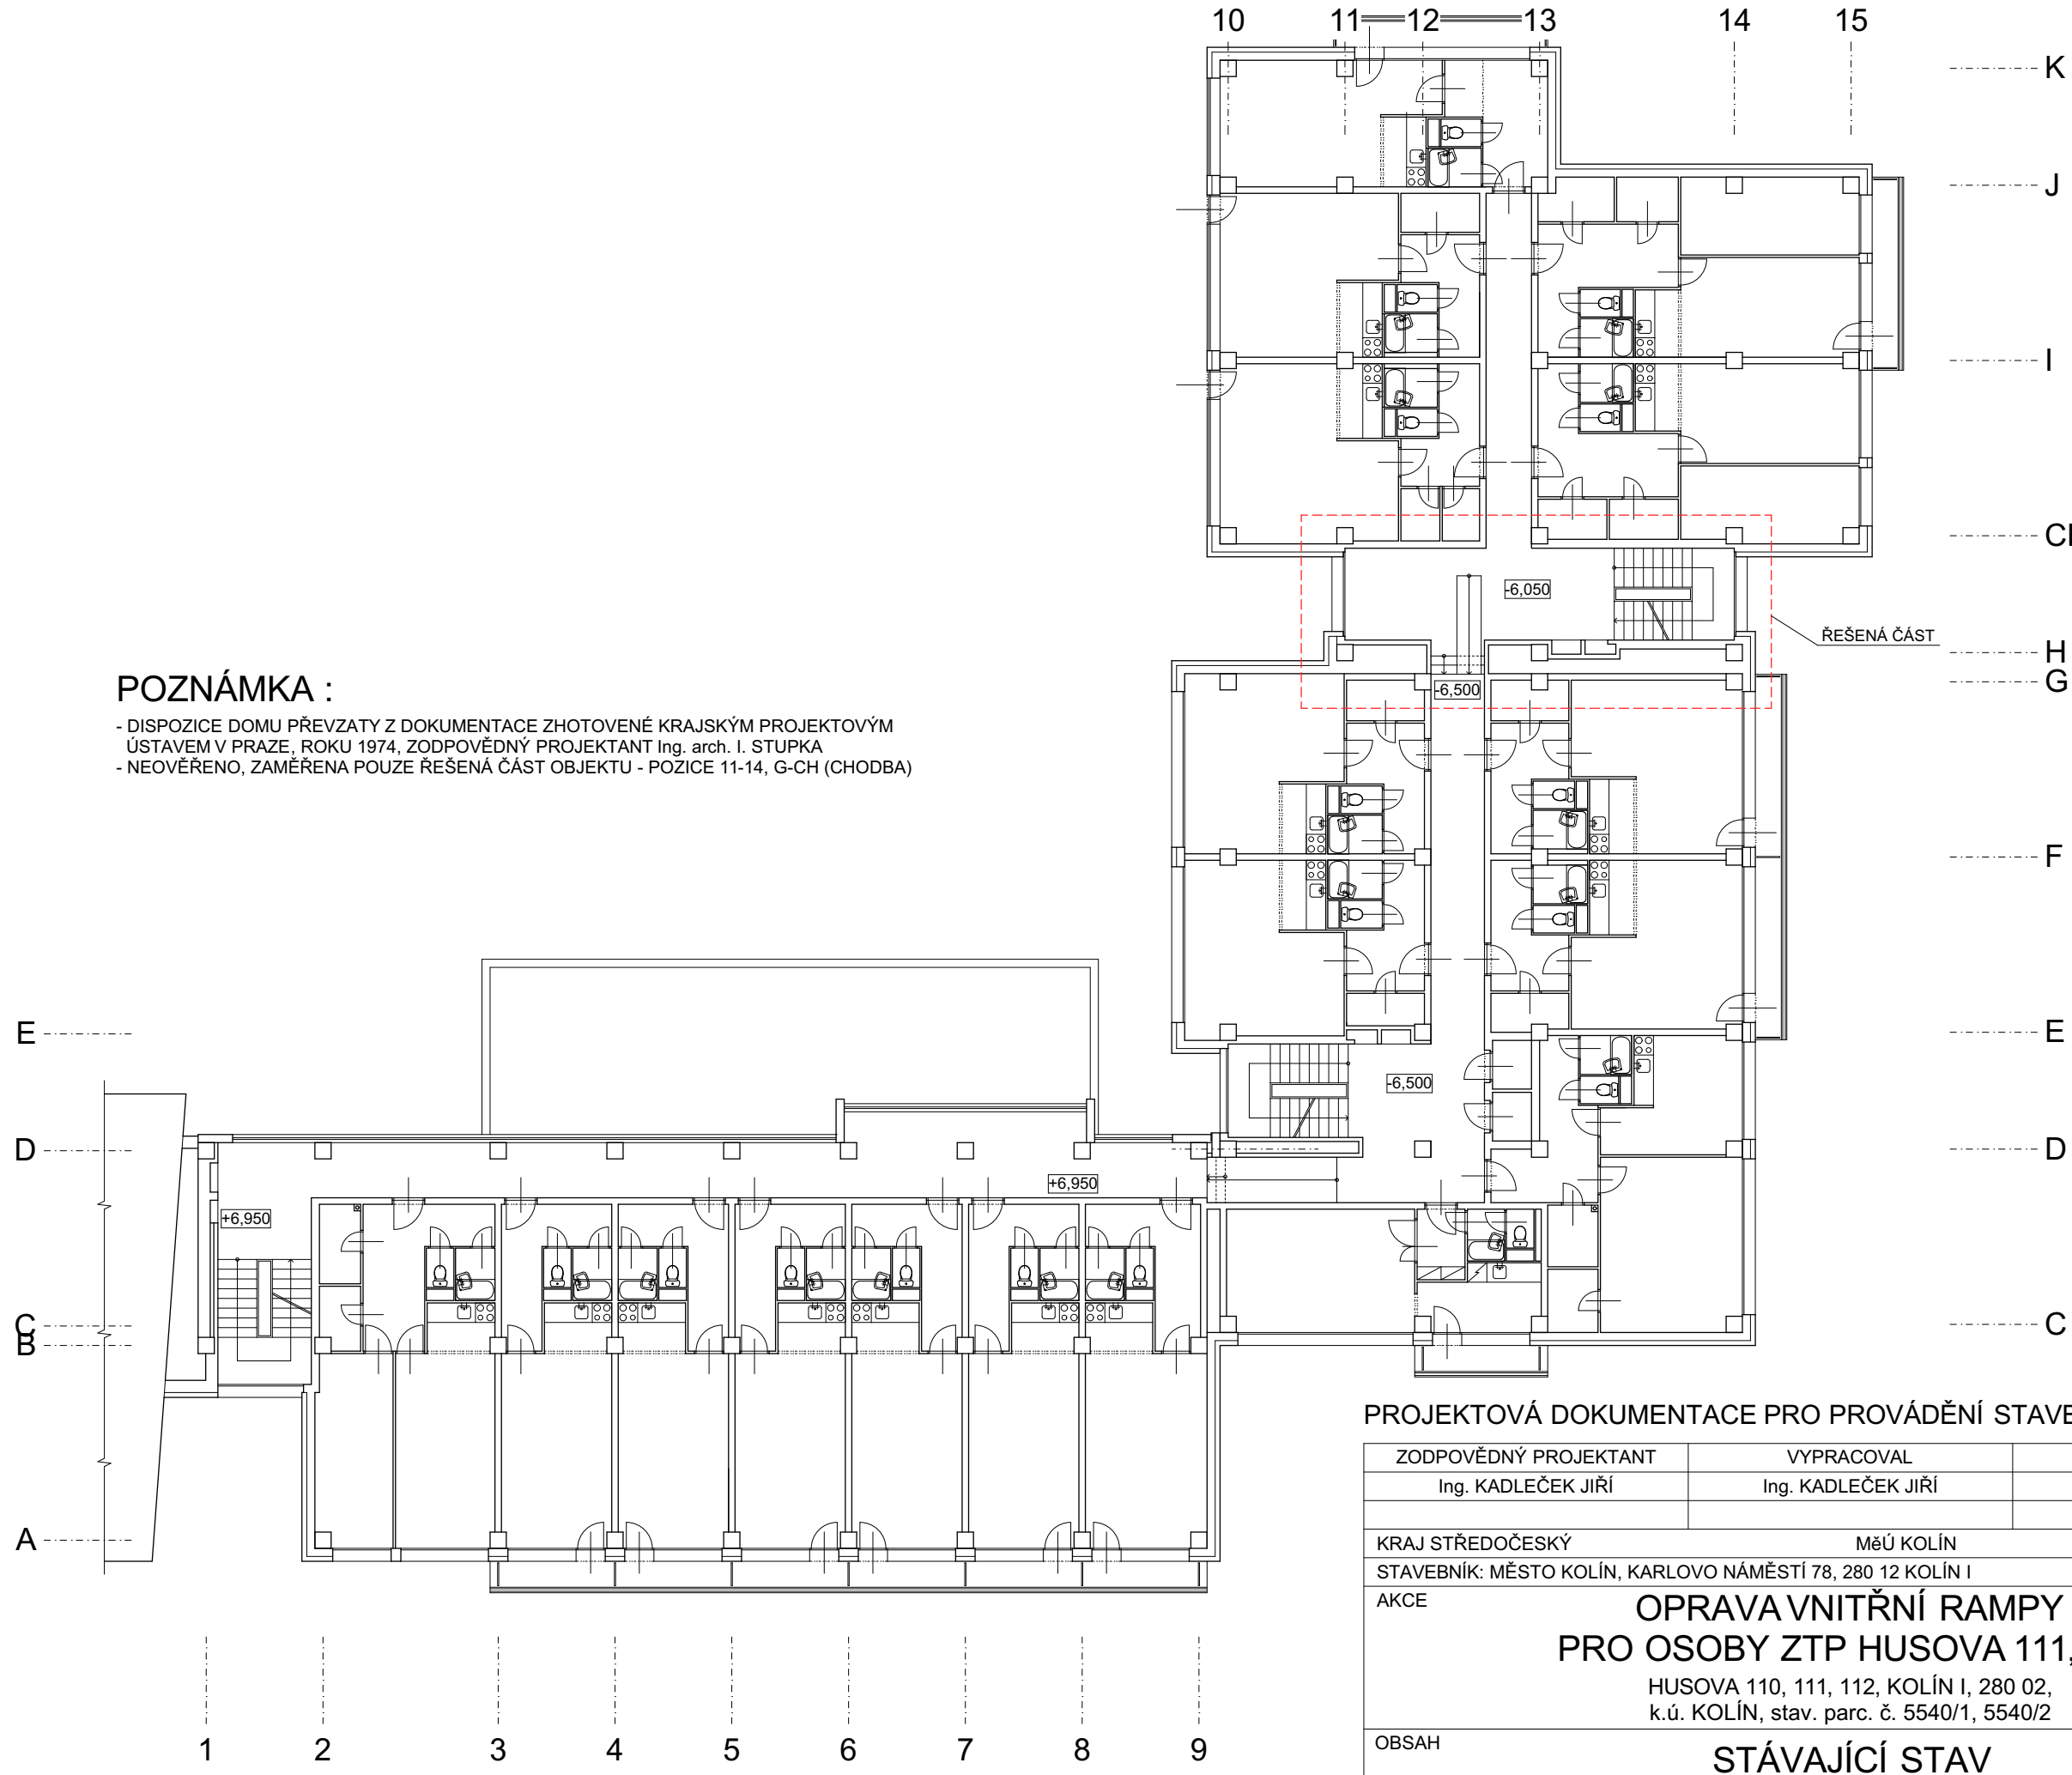 10 11 12 13 14 15
K
J
I
-6,050
ŘEŠENÁ ČÁST
H
G
-6,500
POZNÁMKA :
- DISPOZICE DOMU PŘEVZATY Z DOKUMENTACE ZHOTOVENÉ KRAJSKÝM PROJEKTOVÝM
ÚSTAVEM V PRAZE, ROKU 1974, ZODPOVĚDNÝ PROJEKTANT Ing. arch. I. STUPKA
- NEOVĚŘENO, ZAMĚŘENA POUZE ŘEŠENÁ ČÁST OBJEKTU - POZICE 11-14, G-CH (CHODBA)
F
E E
-6,500
D D
+6,950
+6,950
C C
B
A
PROJEKTOVÁ DOKUMENTACE PRO PROVÁDĚNÍ
ZODPOVĚDNÝ PROJEKTANT VYPRACOVAL
Ing. KADLEČEK JIŘÍ Ing. KADLEČEK JIŘÍ
KRAJ STŘEDOČESKÝ MěÚ KOLÍN
STAVEBNÍK: MĚSTO KOLÍN, KARLOVO NÁMĚSTÍ 78, 280 12 KOLÍN I
AKCE
OPRAVA VNITŘNÍ RAMPY
PRO OSOBY ZTP HUSOVA 111,
HUSOVA 110, 111, 112, KOLÍN I, 280 02,
k.ú. KOLÍN, stav. parc. č. 5540/1, 5540/2
OBSAH
STÁVAJÍCÍ STAV
1 2 3 4 5 6 7 8 9